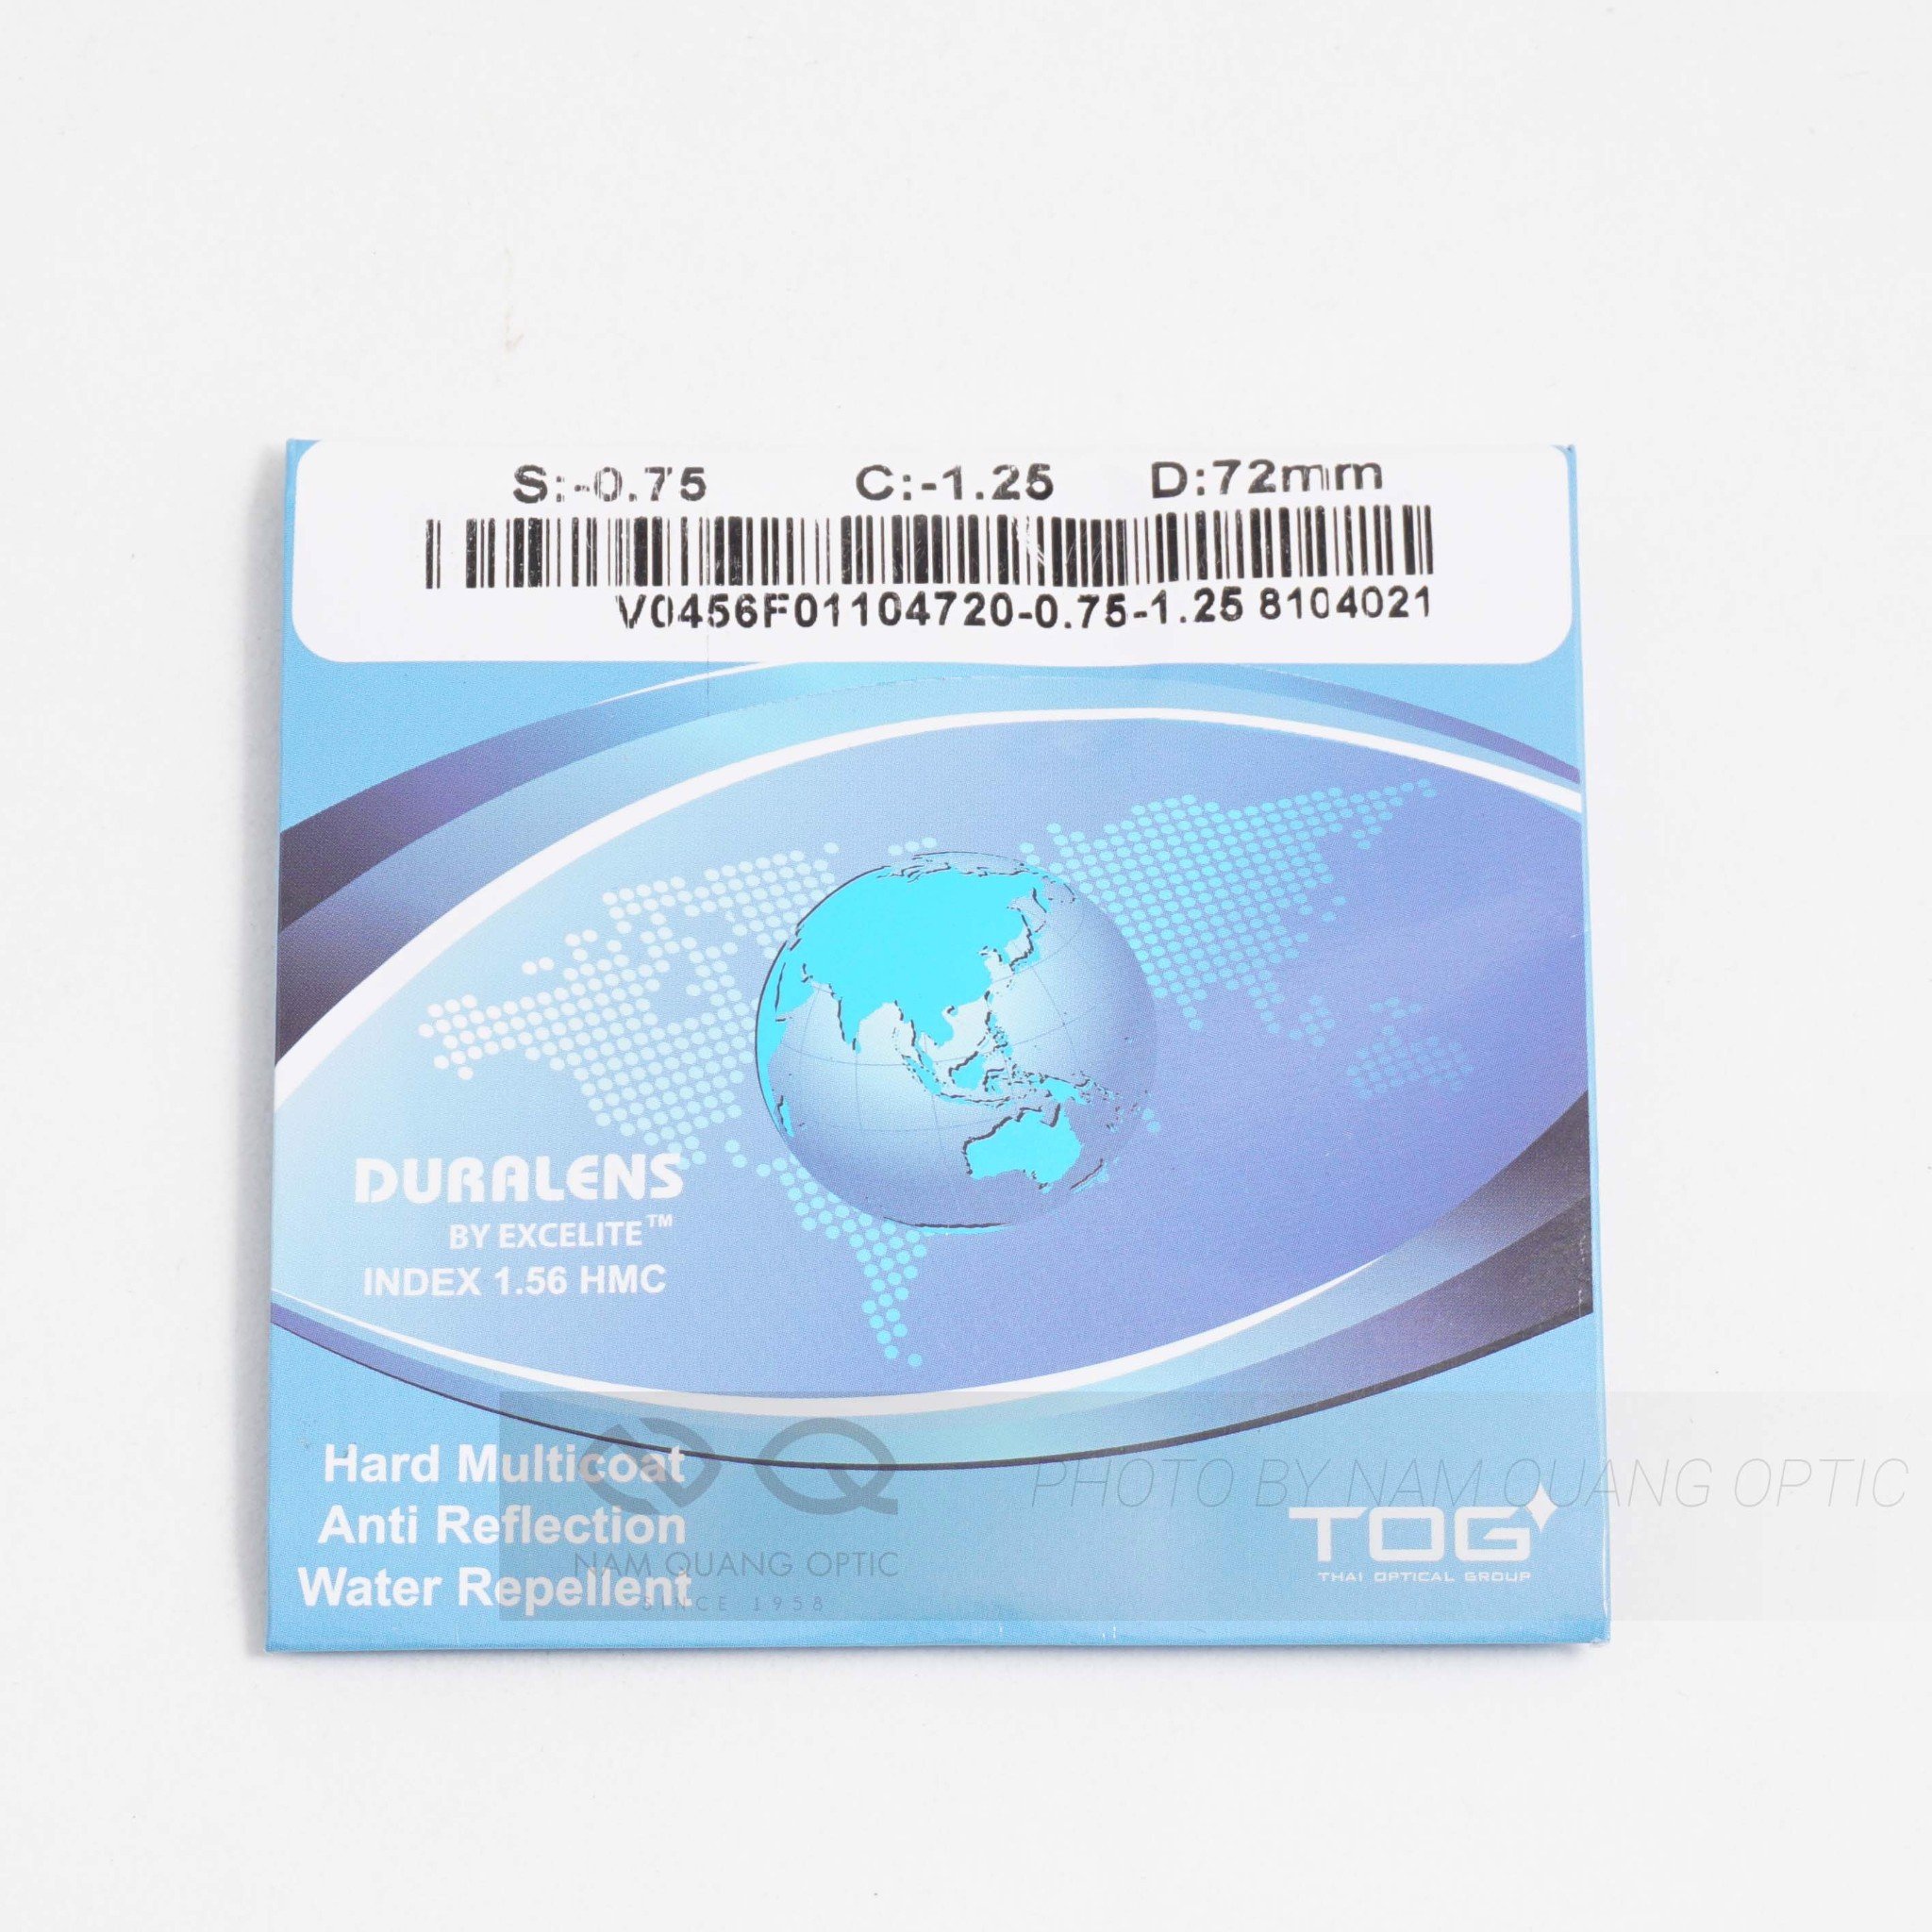 S:-0.75 C:-1.25 D:72mm
V0456F01104720-0.75-1.25 8104021
DURALENS
BY EXCELITE™
INDEX 1.56 HMC
Hard Multicoat
Anti Reflection
Water Repellent
NAM QUANG OPTIC
SINCE 1958
PHOTO BY NAM QUANG OPTIC
TOG
THAI OPTICAL GROUP